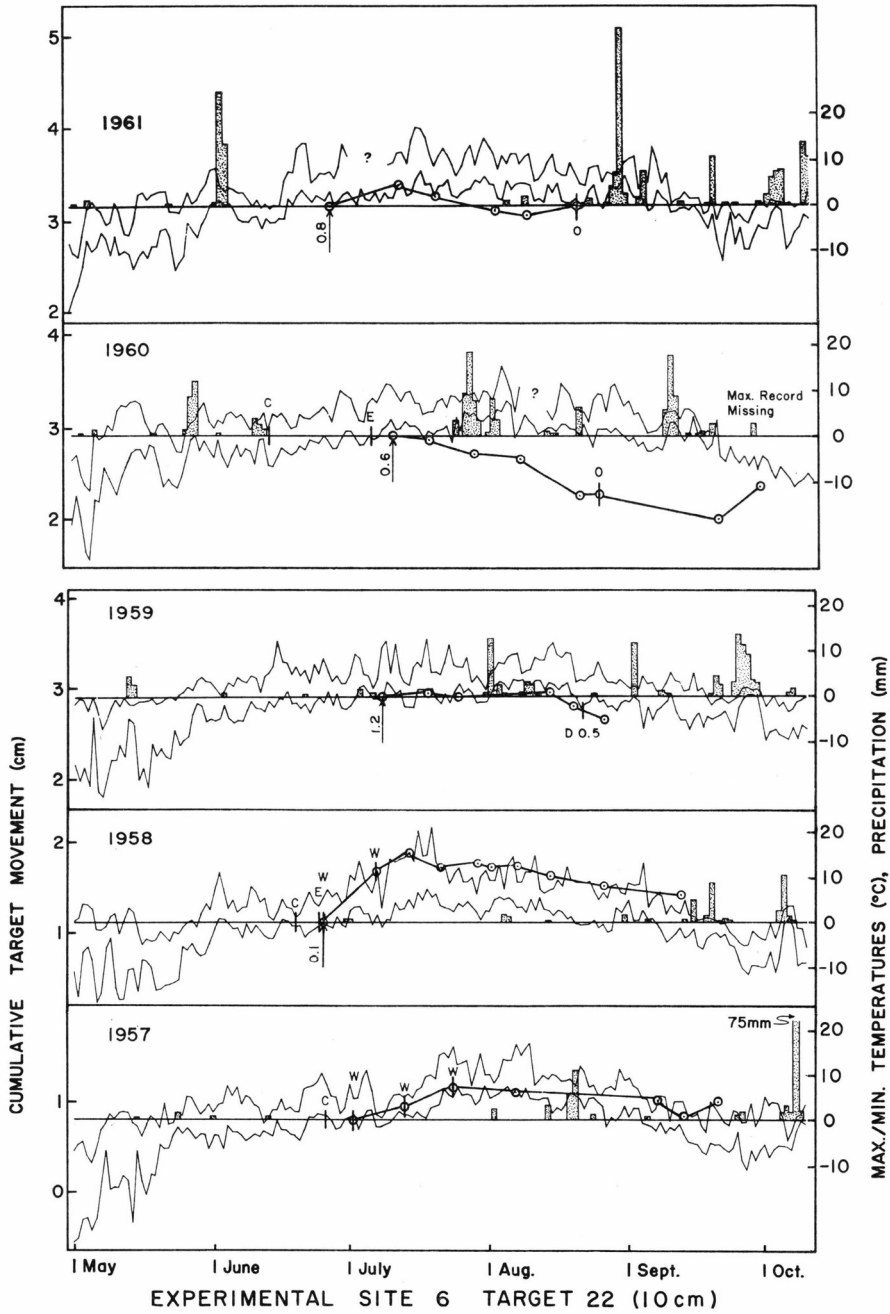 5
4
3
2
1961
?
0.8
O
20
10
0
-10
4
3
2
1960
C
E
0.6
?
O
Max. Record
Missing
20
10
0
-10
4
3
2
1959
1.2
D 0.5
20
10
0
-10
2
1
1958
C
E
W
W
0.1
20
10
0
-10
1
0
1957
C
W
W
W
75mm
20
10
0
-10
CUMULATIVE TARGET MOVEMENT (cm)
MAX./MIN. TEMPERATURES (°C), PRECIPITATION (mm)
1 May
1 June
1 July
1 Aug.
1 Sept.
1 Oct.
EXPERIMENTAL SITE 6 TARGET 22 (10cm)